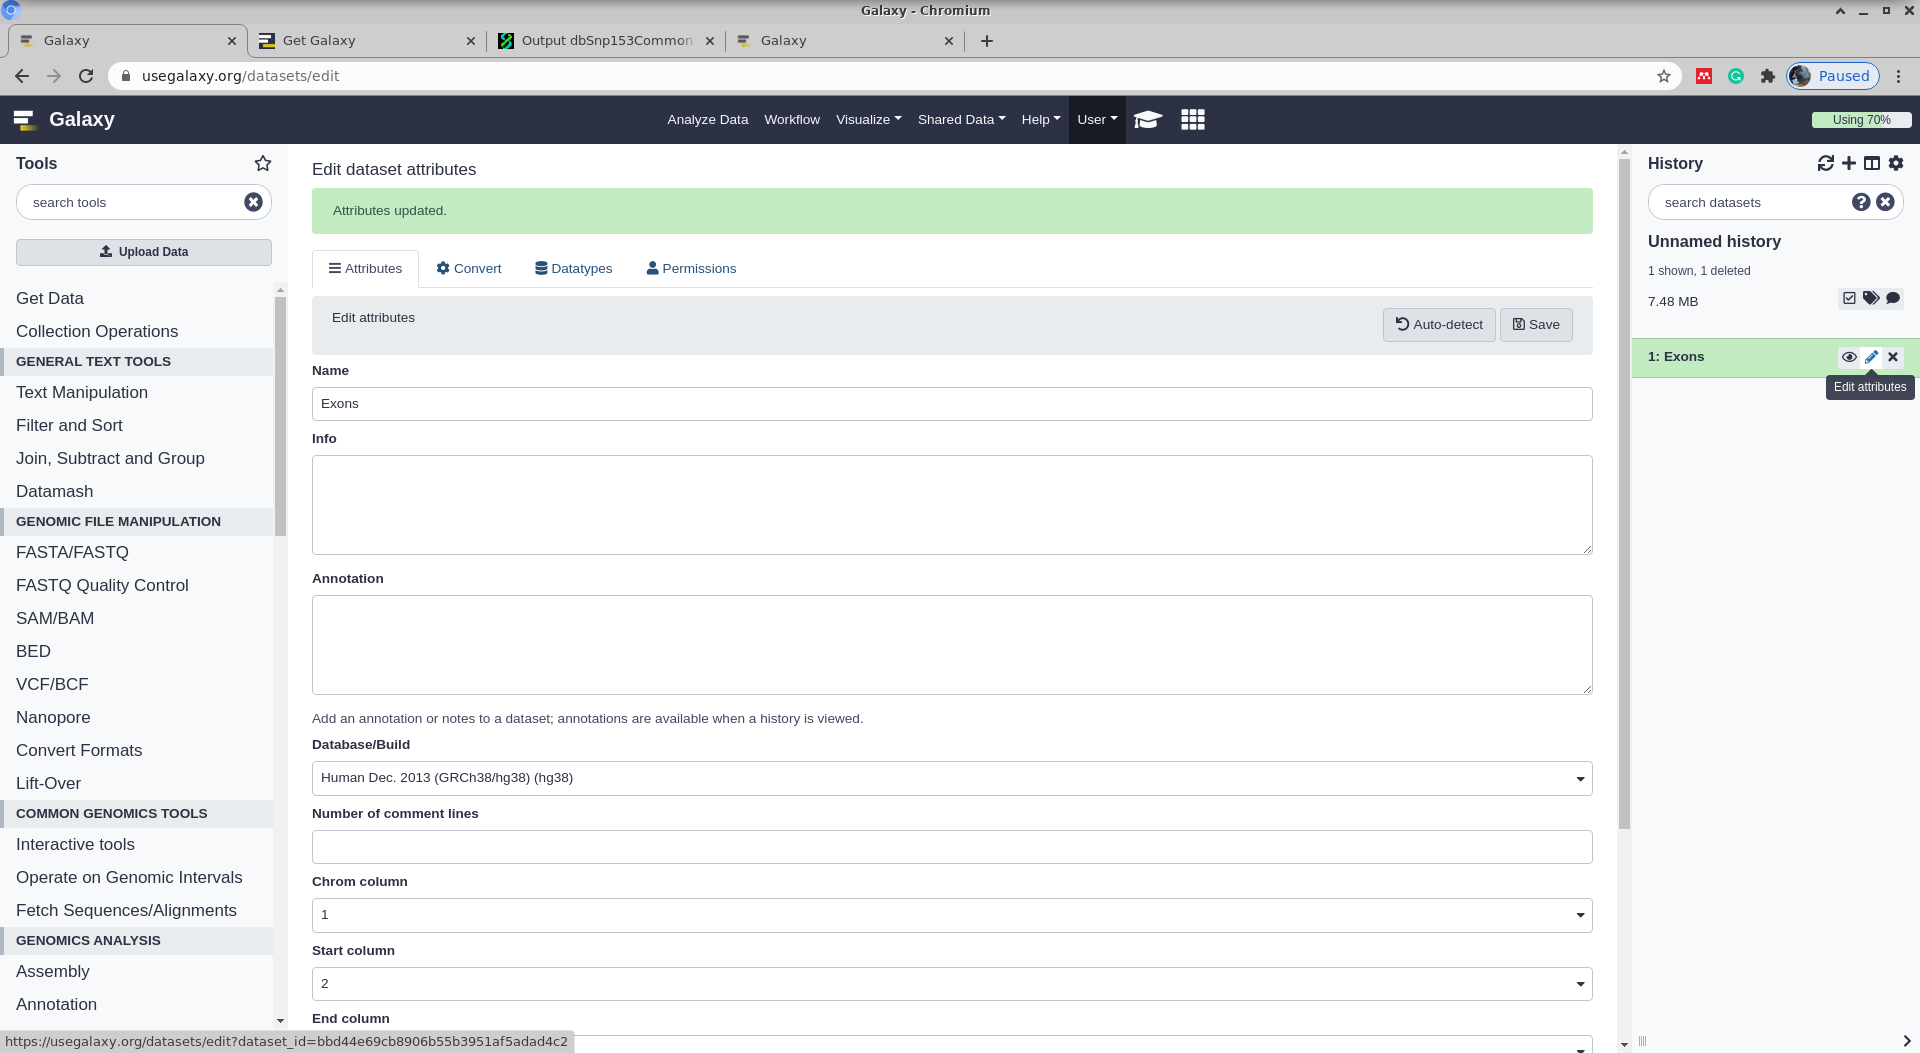 Galaxy - Chromium
Galaxy
Get Galaxy
Output dbSnp153Common
Galaxy
usegalaxy.org/datasets/edit
Paused
Galaxy
Analyze Data
Workflow
Visualize
Shared Data
Help
User
Using 70%
Tools
search tools
Upload Data
Get Data
Collection Operations
GENERAL TEXT TOOLS
Text Manipulation
Filter and Sort
Join, Subtract and Group
Datamash
GENOMIC FILE MANIPULATION
FASTA/FASTQ
FASTQ Quality Control
SAM/BAM
BED
VCF/BCF
Nanopore
Convert Formats
Lift-Over
COMMON GENOMICS TOOLS
Interactive tools
Operate on Genomic Intervals
Fetch Sequences/Alignments
GENOMICS ANALYSIS
Assembly
Annotation
https://usegalaxy.org/datasets/edit?dataset_id=bbd44e69cb8906b55b3951af5adad4c2
Edit dataset attributes
Attributes updated.
Attributes
Convert
Datatypes
Permissions
Edit attributes
Auto-detect
Save
Name
Exons
Info
Annotation
Add an annotation or notes to a dataset; annotations are available when a history is viewed.
Database/Build
Human Dec. 2013 (GRCh38/hg38) (hg38)
Number of comment lines
Chrom column
1
Start column
2
End column
History
search datasets
Unnamed history
1 shown, 1 deleted
7.48 MB
1: Exons
Edit attributes